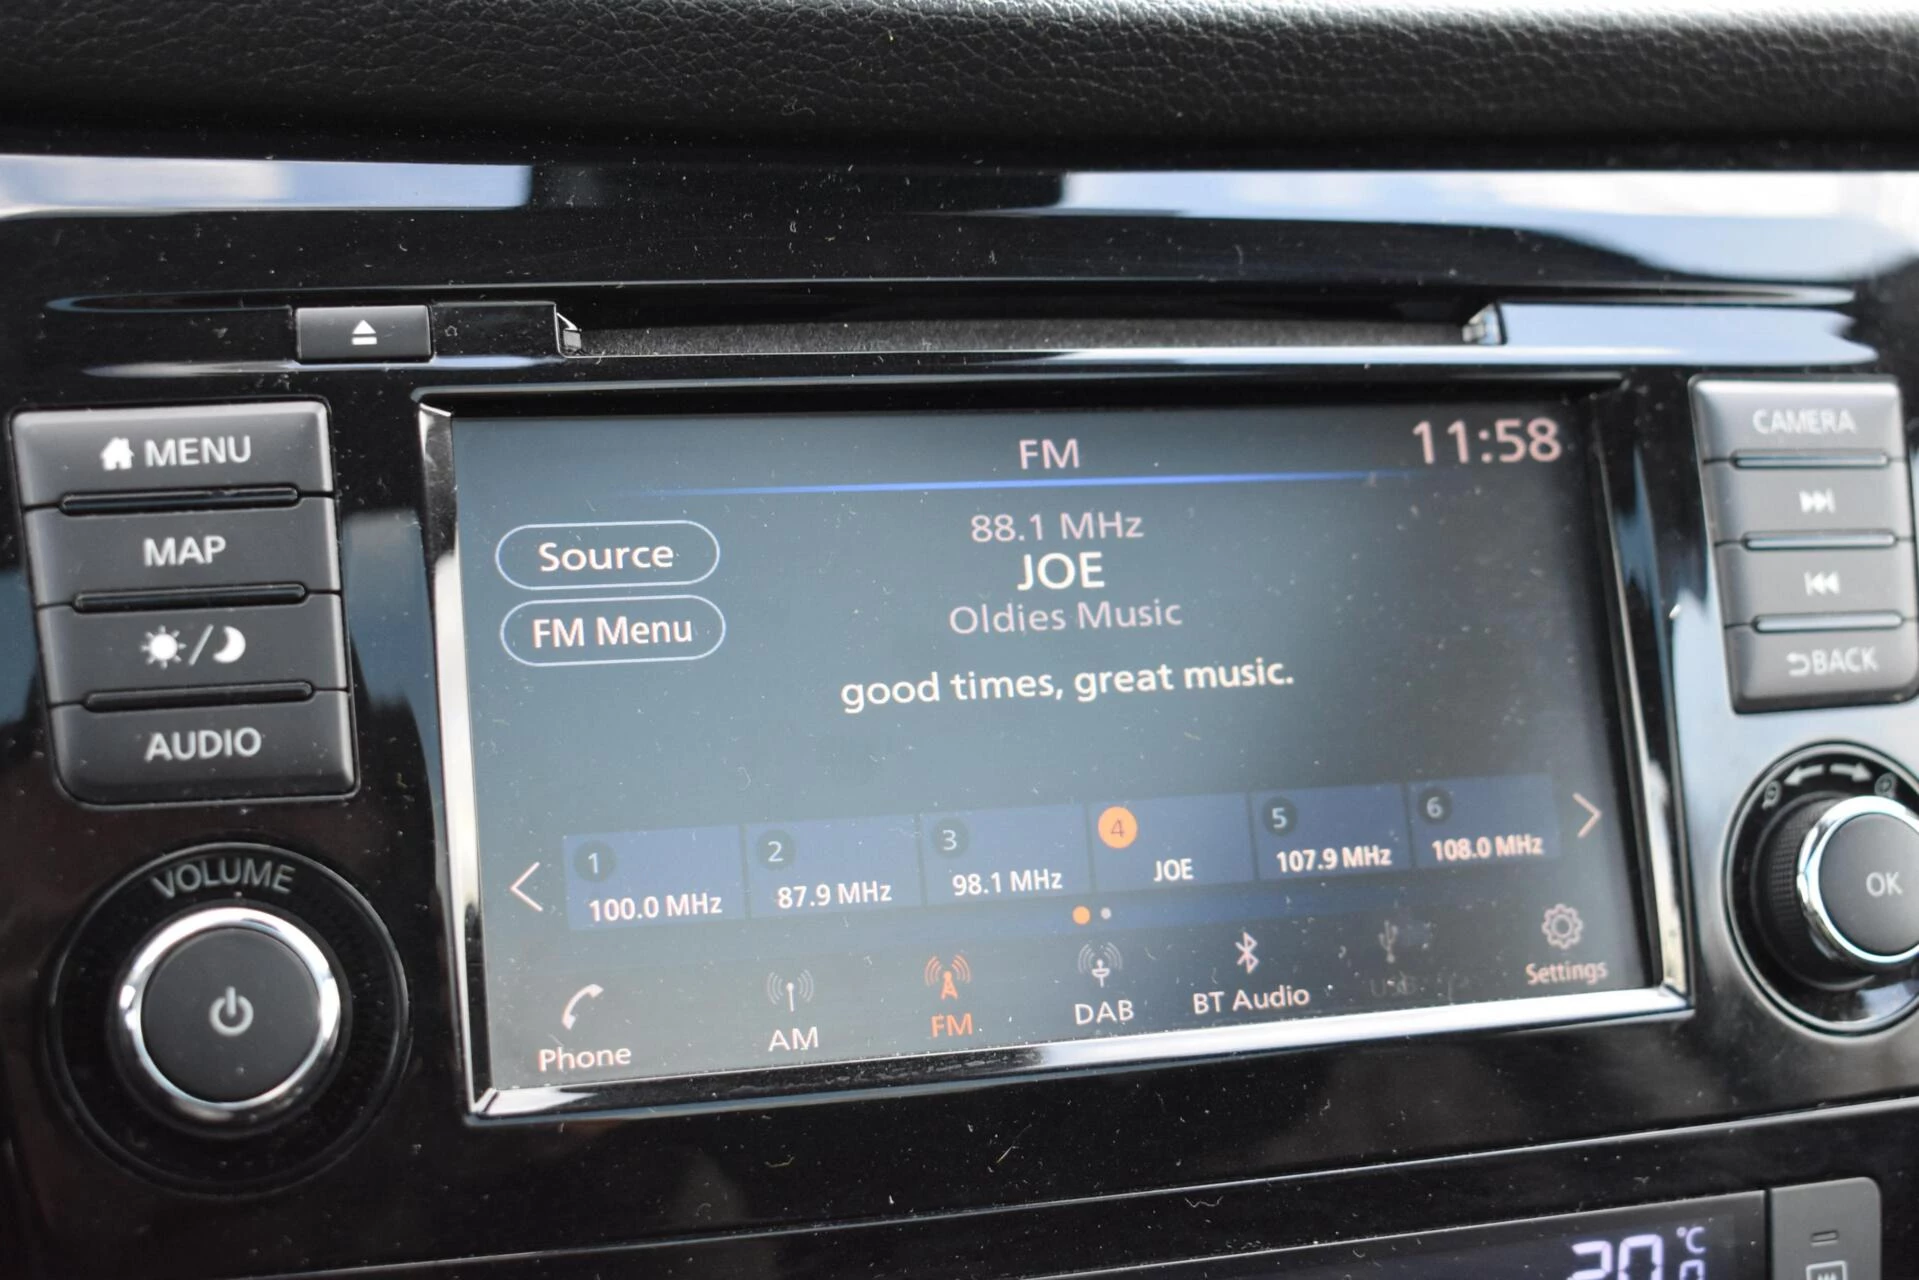 FM
11:58
MENU
MAP
AUDIO
VOLUME
Source
FM Menu
88.1 MHz
JOE
Oldies Music
good times, great music.
1
100.0 MHz
2
87.9 MHz
3
98.1 MHz
4
JOE
5
107.9 MHz
6
108.0 MHz
Phone
AM
FM
DAB
BT Audio
USB
Settings
CAMERA
BACK
OK
°C